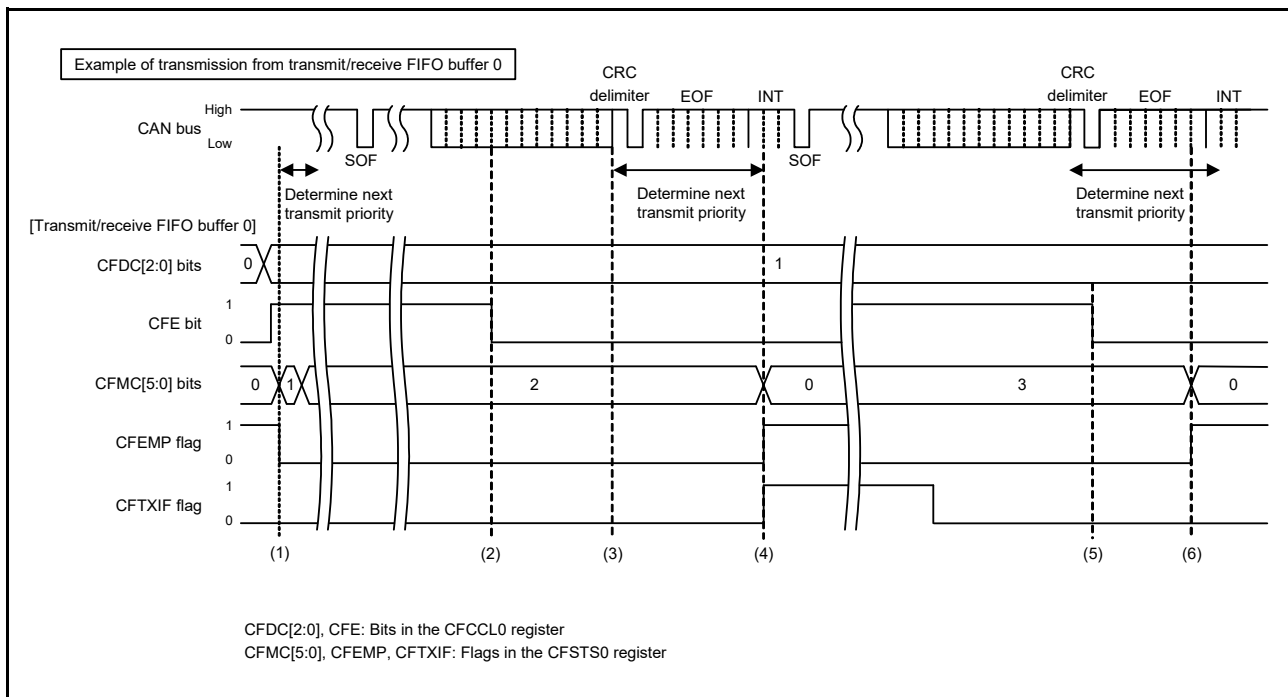 Example of transmission from transmit/receive FIFO buffer 0
CRC
delimiter
EOF
INT
CRC
delimiter
EOF
INT
High
CAN bus
Low
SOF
SOF
Determine next
transmit priority
Determine next
transmit priority
Determine next
transmit priority
[Transmit/receive FIFO buffer 0]
CFDC[2:0] bits
0
1
CFE bit
1
0
CFMC[5:0] bits
0
1
2
0
3
0
CFEMP flag
1
0
CFTXIF flag
1
0
(1)
(2)
(3)
(4)
(5)
(6)
CFDC[2:0], CFE: Bits in the CFCCL0 register
CFMC[5:0], CFEMP, CFTXIF: Flags in the CFSTS0 register